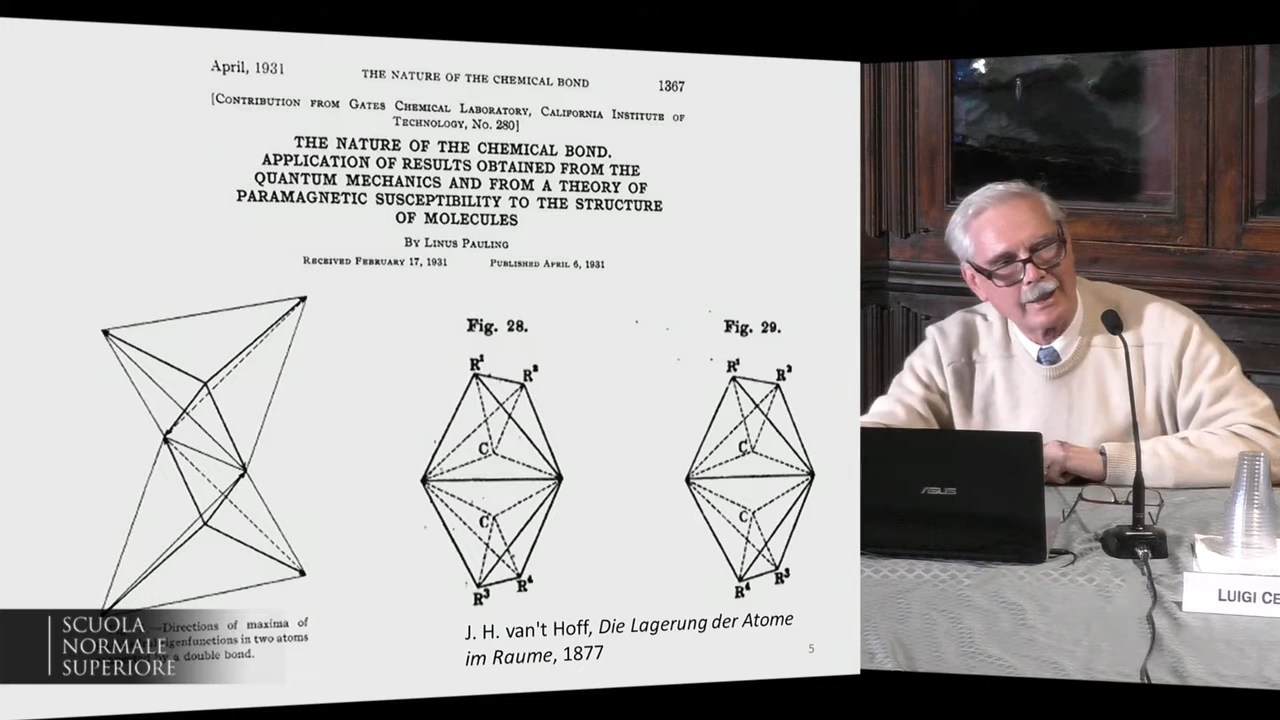 April, 1931 THE NATURE OF THE CHEMICAL BOND 1367
[CONTRIBUTION FROM GATES CHEMICAL LABORATORY, CALIFORNIA INSTITUTE OF
TECHNOLOGY, NO. 280]
THE NATURE OF THE CHEMICAL BOND.
APPLICATION OF RESULTS OBTAINED FROM THE
QUANTUM MECHANICS AND FROM A THEORY OF
PARAMAGNETIC SUSCEPTIBILITY TO THE STRUCTURE
OF MOLECULES
BY LINUS PAULING
RECEIVED FEBRUARY 17, 1931 PUBLISHED APRIL 6, 1931
Fig. 28.
R¹ R²
C
C
R³ R⁴
Fig. 29.
R¹ R²
C
C
R⁴ R³
—Directions of maxima of
eigenfunctions in two atoms
by a double bond.
J. H. van't Hoff, Die Lagerung der Atome
im Raume, 1877
5
SCUOLA
NORMALE
SUPERIORE
ASUS
LUIGI CE